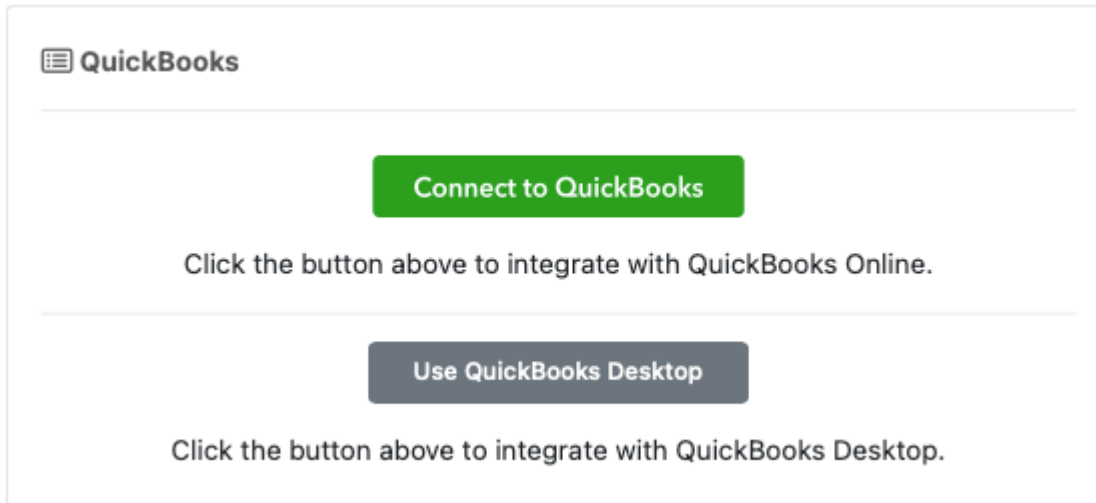 QuickBooks
Connect to QuickBooks
Click the button above to integrate with QuickBooks Online.
Use QuickBooks Desktop
Click the button above to integrate with QuickBooks Desktop.